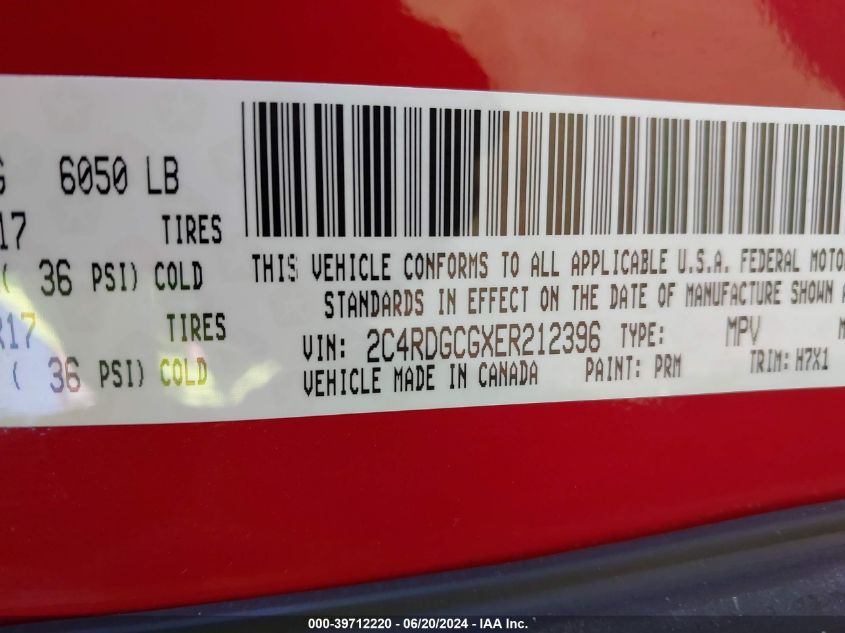 G 6050 LB
17 TIRES
( 36 PSI) COLD
R17 TIRES
( 36 PSI) COLD
THIS VEHICLE CONFORMS TO ALL APPLICABLE U.S.A. FEDERAL MOTO
STANDARDS IN EFFECT ON THE DATE OF MANUFACTURE SHOWN A
VIN: 2C4RDGCGXER212396 TYPE: MPV M
VEHICLE MADE IN CANADA PAINT: PRM TRIM: H7X1
000-39712220 | 06/20/2024 - IAA Inc.